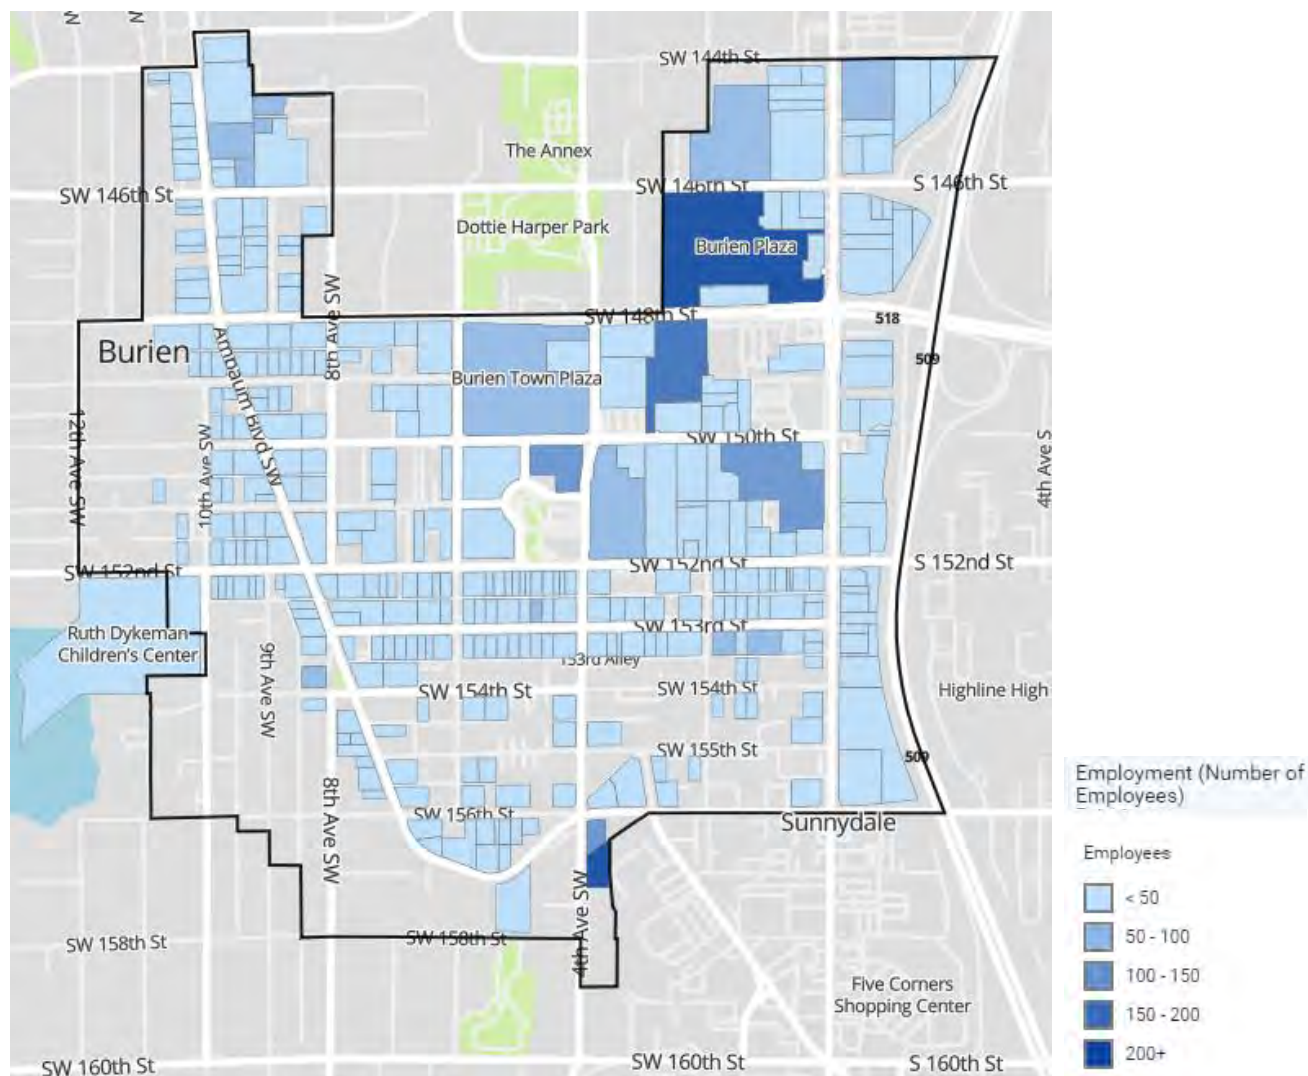 SW
SW
SW 144th St
The Annex
SW 146th St
SW 146th St
S 146th St
Dottie Harper Park
Burien Plaza
8th Ave SW
SW 148th St
518
Burien
Ambaum Blvd SW
509
Burien Town Plaza
12th Ave SW
10th Ave SW
SW 150th St
4th Ave S
SW 152nd St
SW 152nd St
S 152nd St
Ruth Dykeman
Children's Center
SW 153rd St
153rd Alley
9th Ave SW
SW 154th St
SW 154th St
Highline High
SW 155th St
509
8th Ave SW
SW 156th St
Sunnydale
4th Ave SW
SW 158th St
SW 158th St
Five Corners
Shopping Center
SW 160th St
SW 160th St
S 160th St
Employment (Number of
Employees)
Employees
< 50
50 - 100
100 - 150
150 - 200
200+